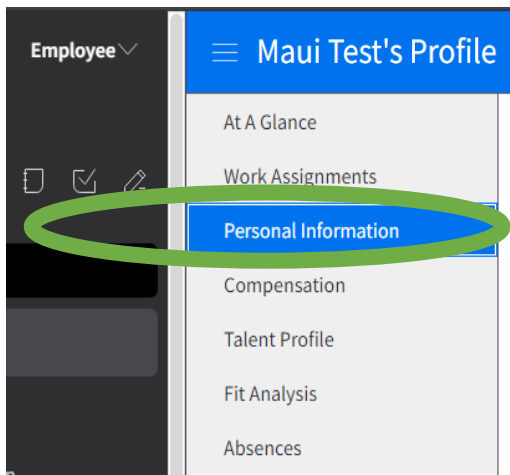 Employee
Maui Test's Profile
At A Glance
Work Assignments
Personal Information
Compensation
Talent Profile
Fit Analysis
Absences